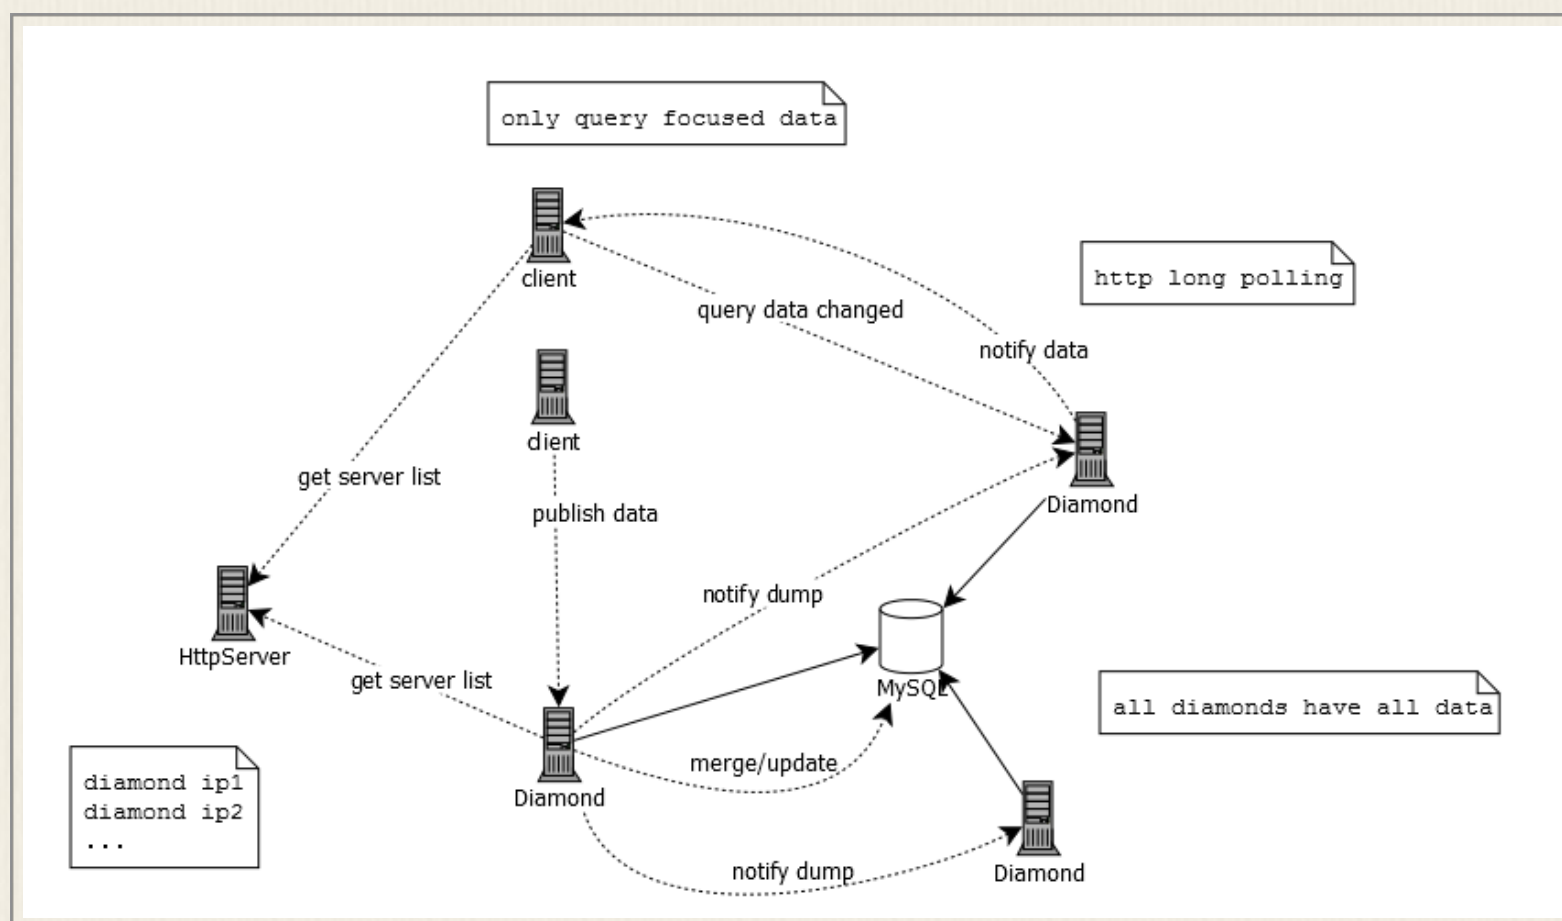 only query focused data
client
http long polling
query data changed
notify data
client
get server list
Diamond
publish data
notify dump
HttpServer
get server list
MySQL
all diamonds have all data
merge/update
diamond ip1
diamond ip2
...
Diamond
notify dump
Diamond